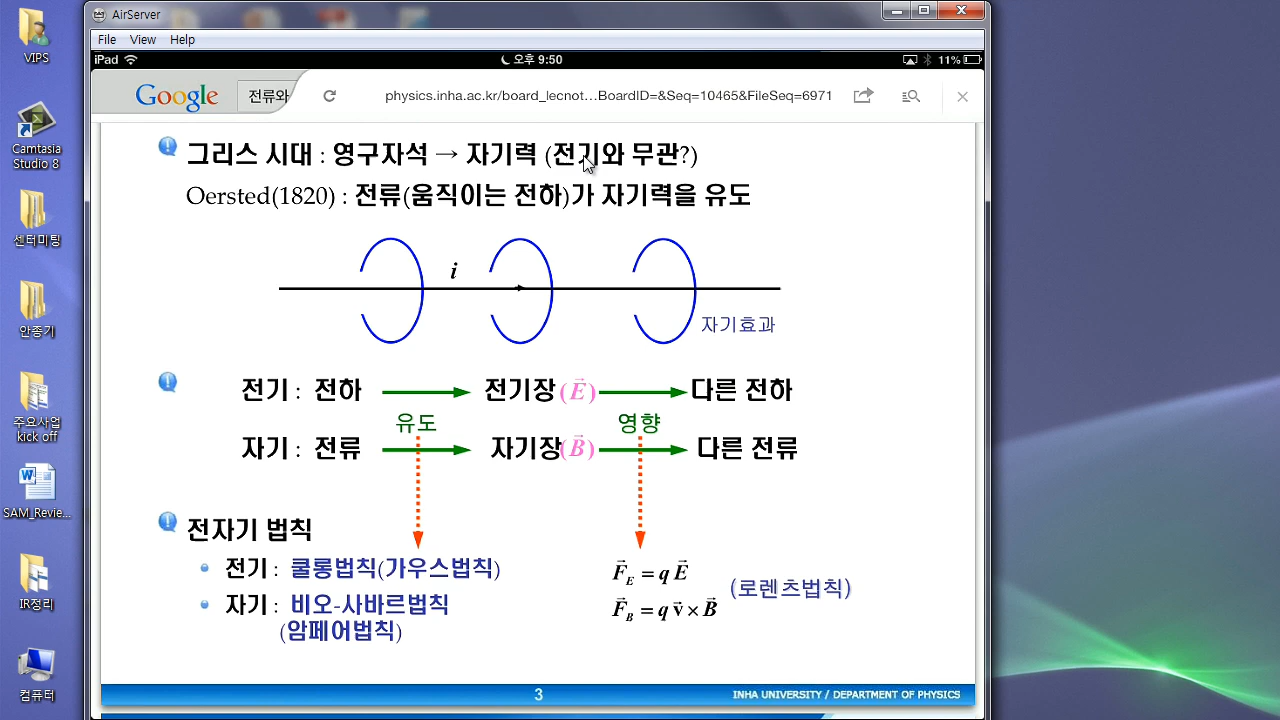 AirServer
File View Help
iPad 오후 9:50 11%
Google 전류와 physics.inha.ac.kr/board_lecnot...BoardID=&Seq=10465&FileSeq=6971
VIPS
Camtasia
Studio 8
센터미팅
안종기
주요사업
kick off
SAM_Revie...
IR정리
컴퓨터
그리스 시대 : 영구자석 → 자기력 (전기와 무관?)
Oersted(1820) : 전류(움직이는 전하)가 자기력을 유도
i
자기효과
전기 : 전하 전기장 (E⃗) 다른 전하
유도 영향
자기 : 전류 자기장 (B⃗) 다른 전류
전자기 법칙
전기 : 쿨롱법칙(가우스법칙)
자기 : 비오-사바르법칙
(암페어법칙)
F⃗_E = q E⃗
F⃗_B = q v⃗ × B⃗
(로렌츠법칙)
3
INHA UNIVERSITY / DEPARTMENT OF PHYSICS